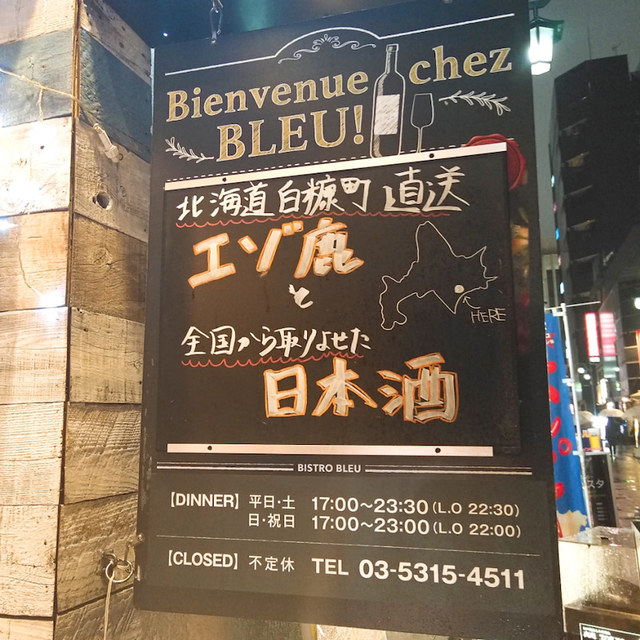 Bienvenue chez
BLEU!
北海道白糠町直送
エゾ鹿
と
HERE
全国から取りよせた
日本酒
BISTRO BLEU
【DINNER】 平日・土 17:00～23:30 (L.O 22:30)
日・祝日 17:00～23:00 (L.O 22:00)
【CLOSED】 不定休 TEL 03-5315-4511